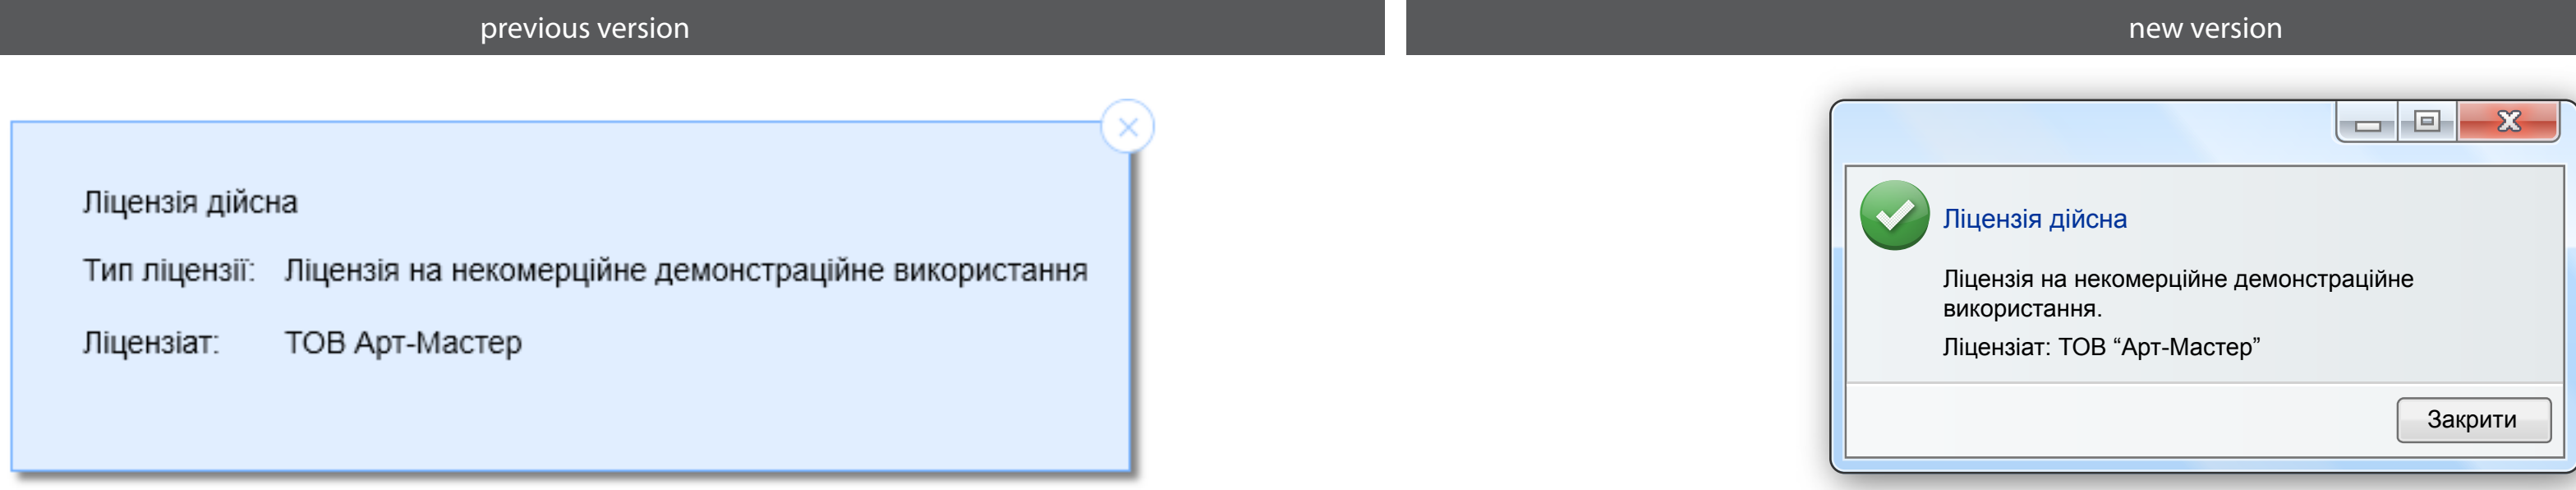 previous version
new version
Ліцензія дійсна
Тип ліцензії: Ліцензія на некомерційне демонстраційне використання
Ліцензіат: ТОВ Арт-Мастер
Ліцензія дійсна
Ліцензія на некомерційне демонстраційне
використання.
Ліцензіат: ТОВ “Арт-Мастер”
Закрити